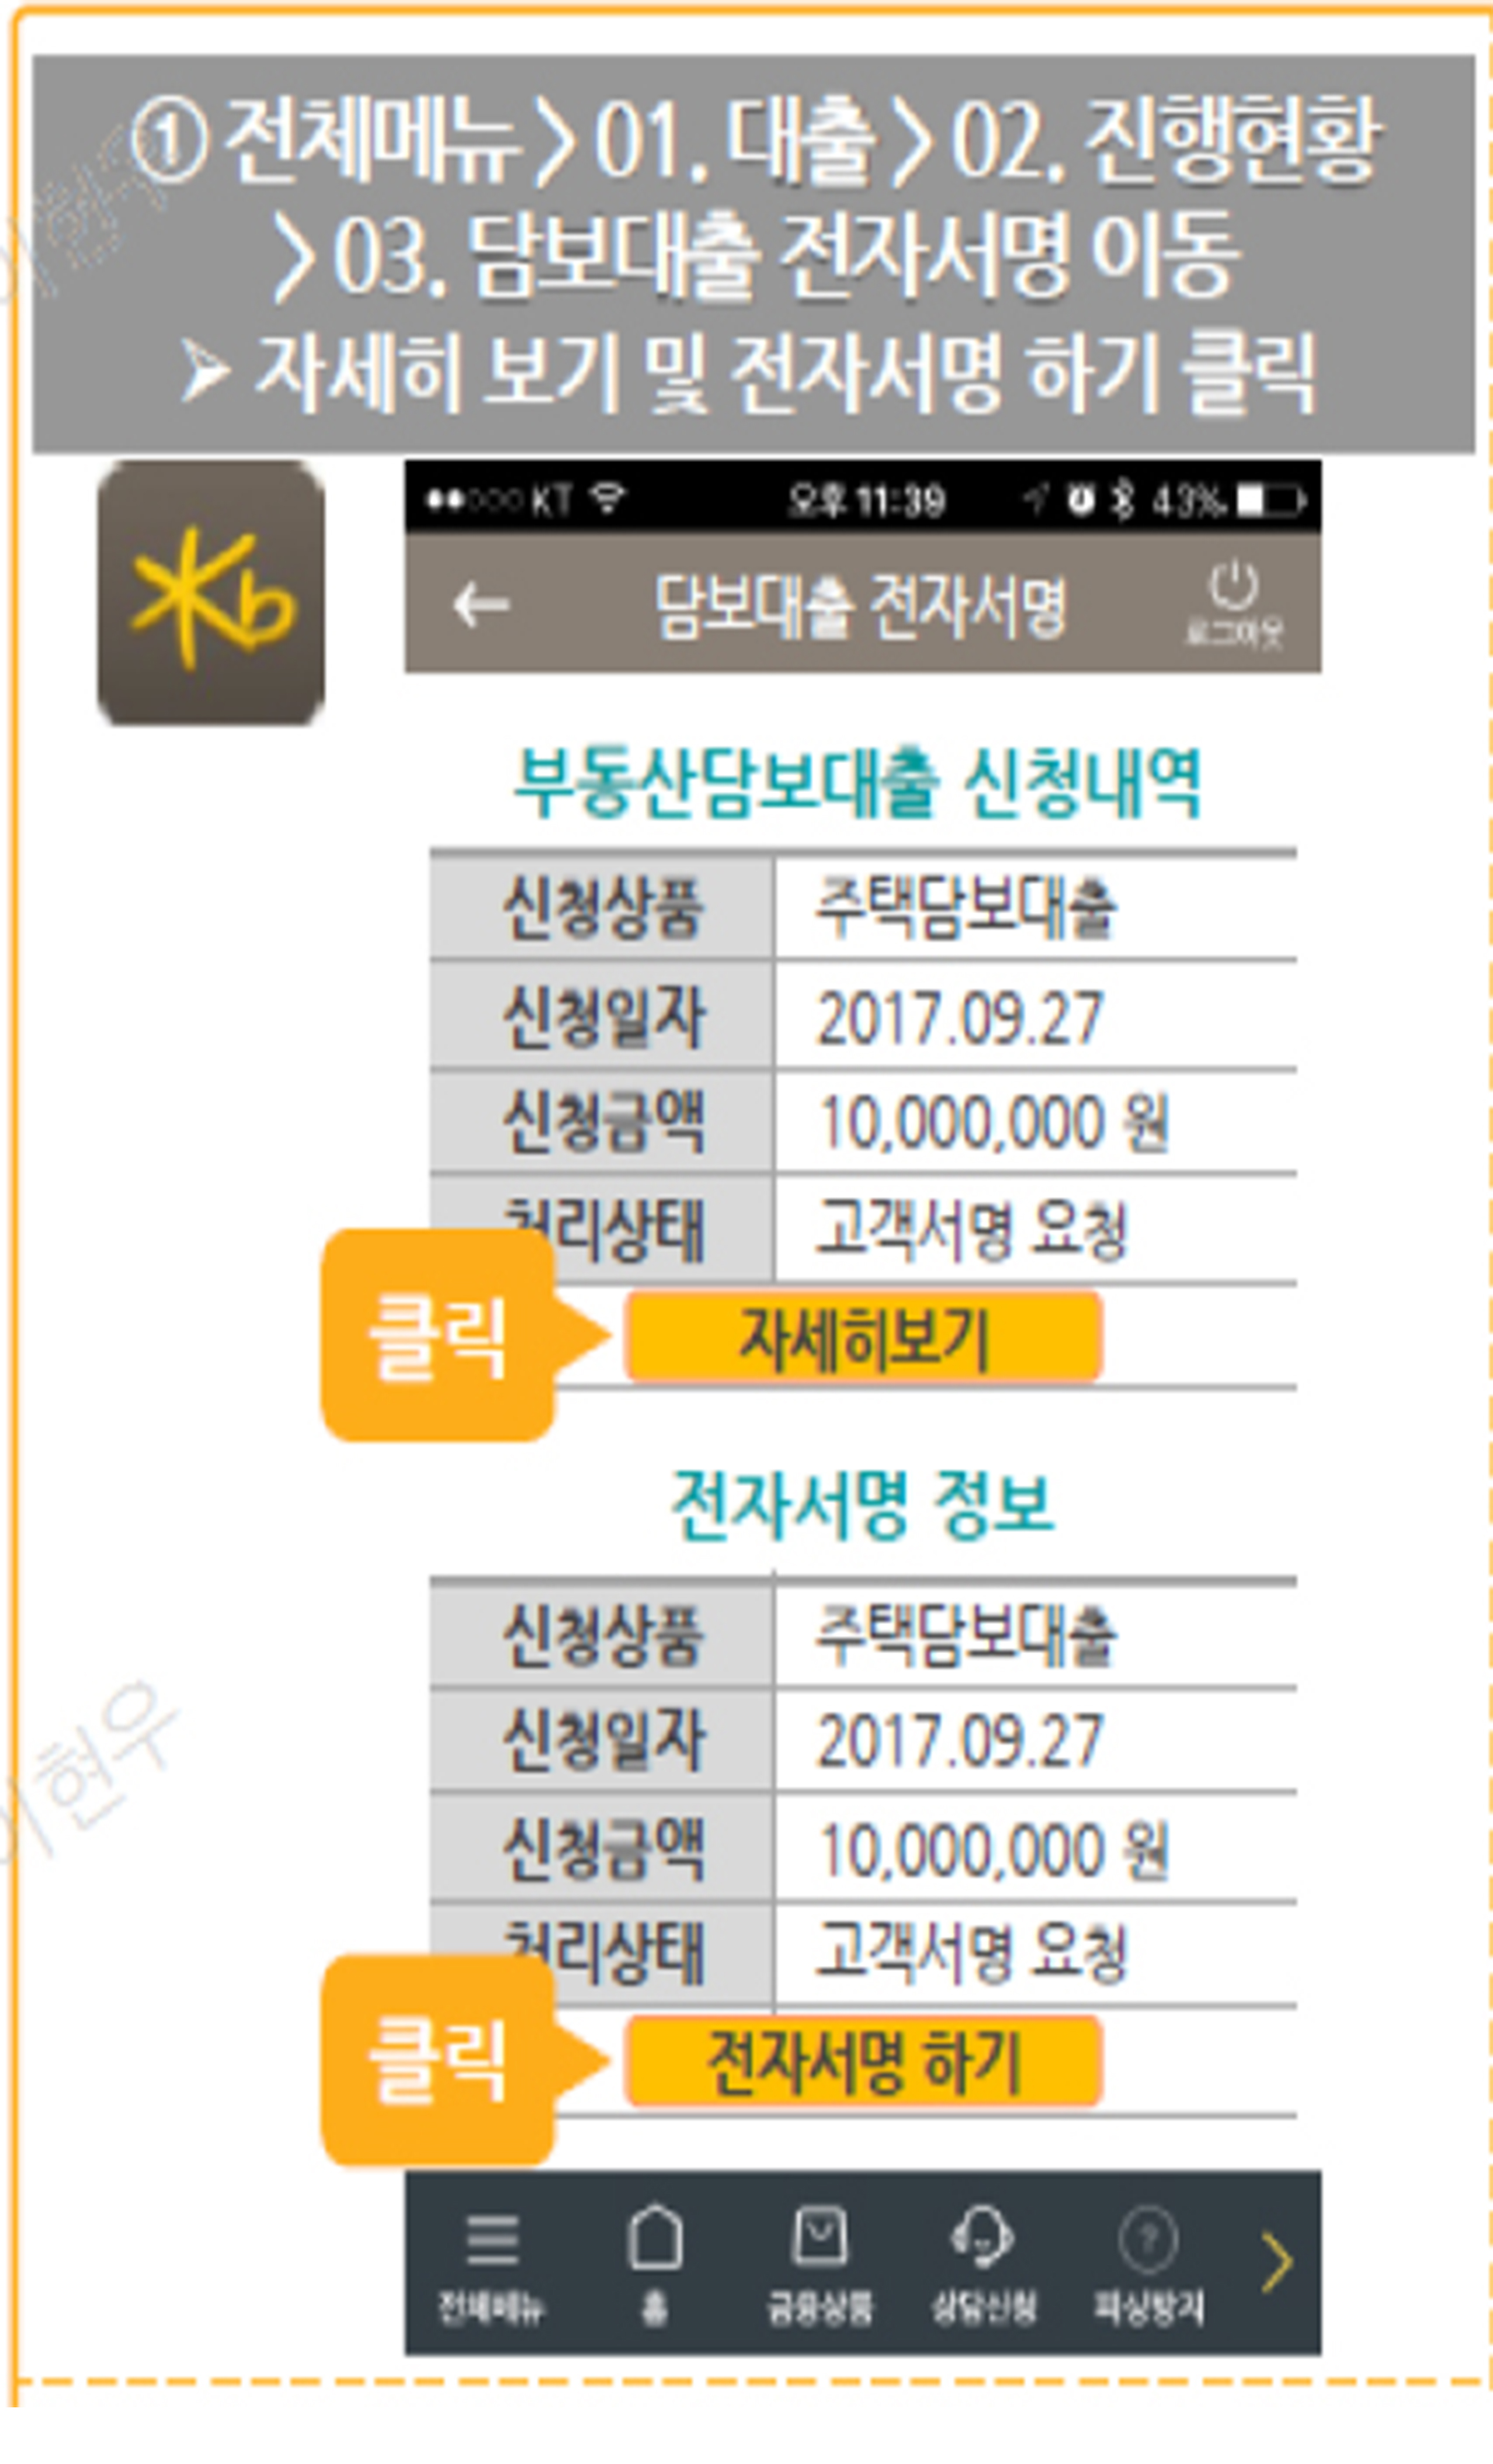 ① 전체메뉴 > 01. 대출 > 02. 진행현황
> 03. 담보대출 전자서명 이동
➢ 자세히 보기 및 전자서명 하기 클릭
KT 오후 11:39 43%
담보대출 전자서명
로그아웃
부동산담보대출 신청내역
신청상품 주택담보대출
신청일자 2017.09.27
신청금액 10,000,000 원
처리상태 고객서명 요청
클릭 자세히보기
전자서명 정보
신청상품 주택담보대출
신청일자 2017.09.27
신청금액 10,000,000 원
처리상태 고객서명 요청
클릭 전자서명 하기
전체메뉴 홈 금융상품 상담신청 피싱방지
이현우